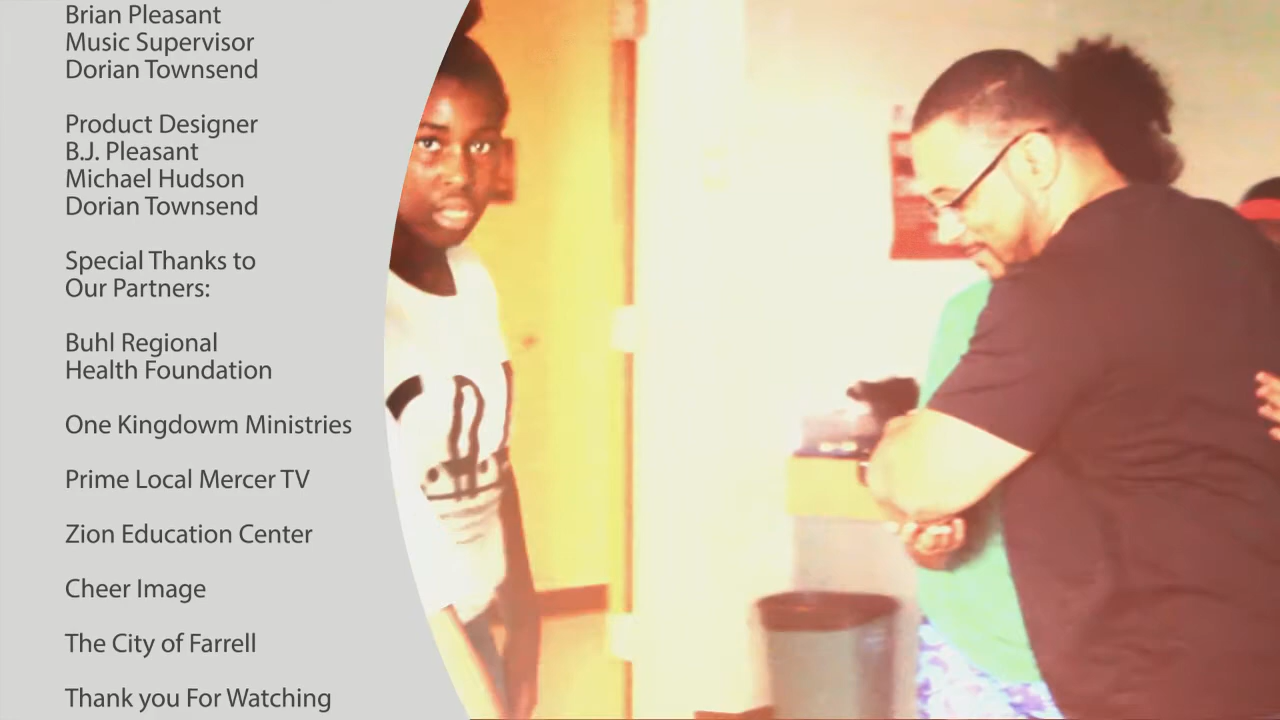 Brian Pleasant
Music Supervisor
Dorian Townsend
Product Designer
B.J. Pleasant
Michael Hudson
Dorian Townsend
Special Thanks to
Our Partners:
Buhl Regional
Health Foundation
One Kingdowm Ministries
Prime Local Mercer TV
Zion Education Center
Cheer Image
The City of Farrell
Thank you For Watching